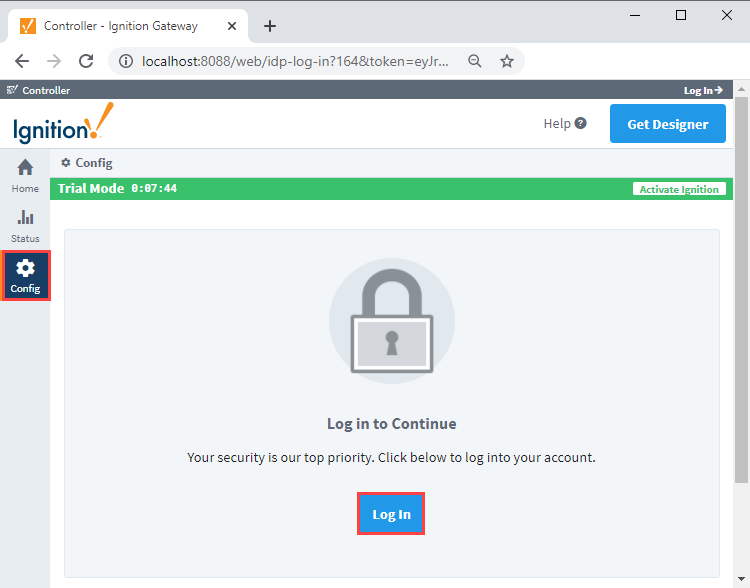 Controller - Ignition Gateway
localhost:8088/web/idp-log-in?164&token=eyJr...
Controller
Log In
Ignition!
Help ?
Get Designer
Home
Config
Trial Mode 0:07:44
Activate Ignition
Status
Config
Log in to Continue
Your security is our top priority. Click below to log into your account.
Log In